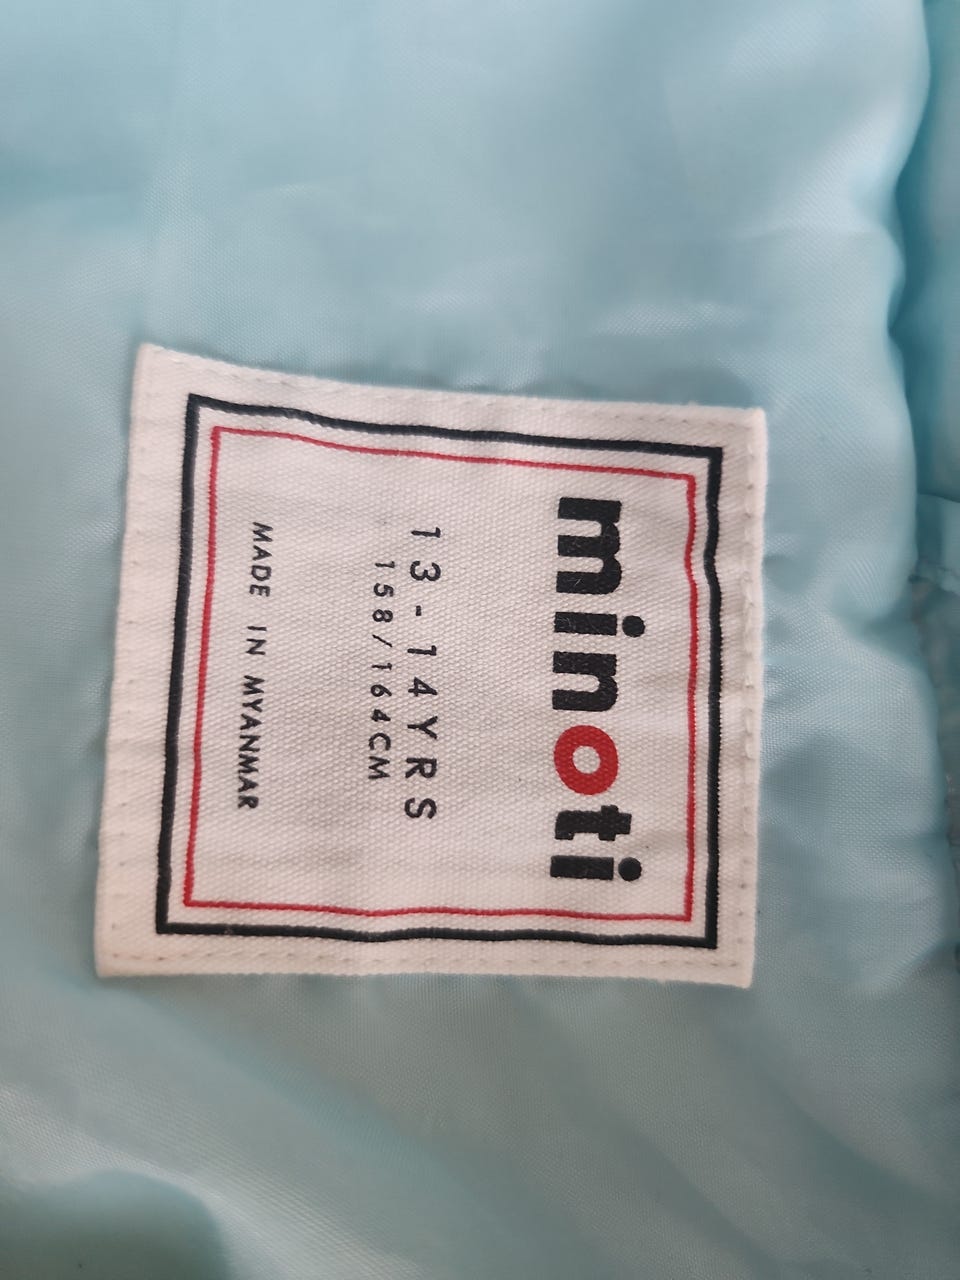 minoti
13-14YRS
158/164CM
MADE IN MYANMAR